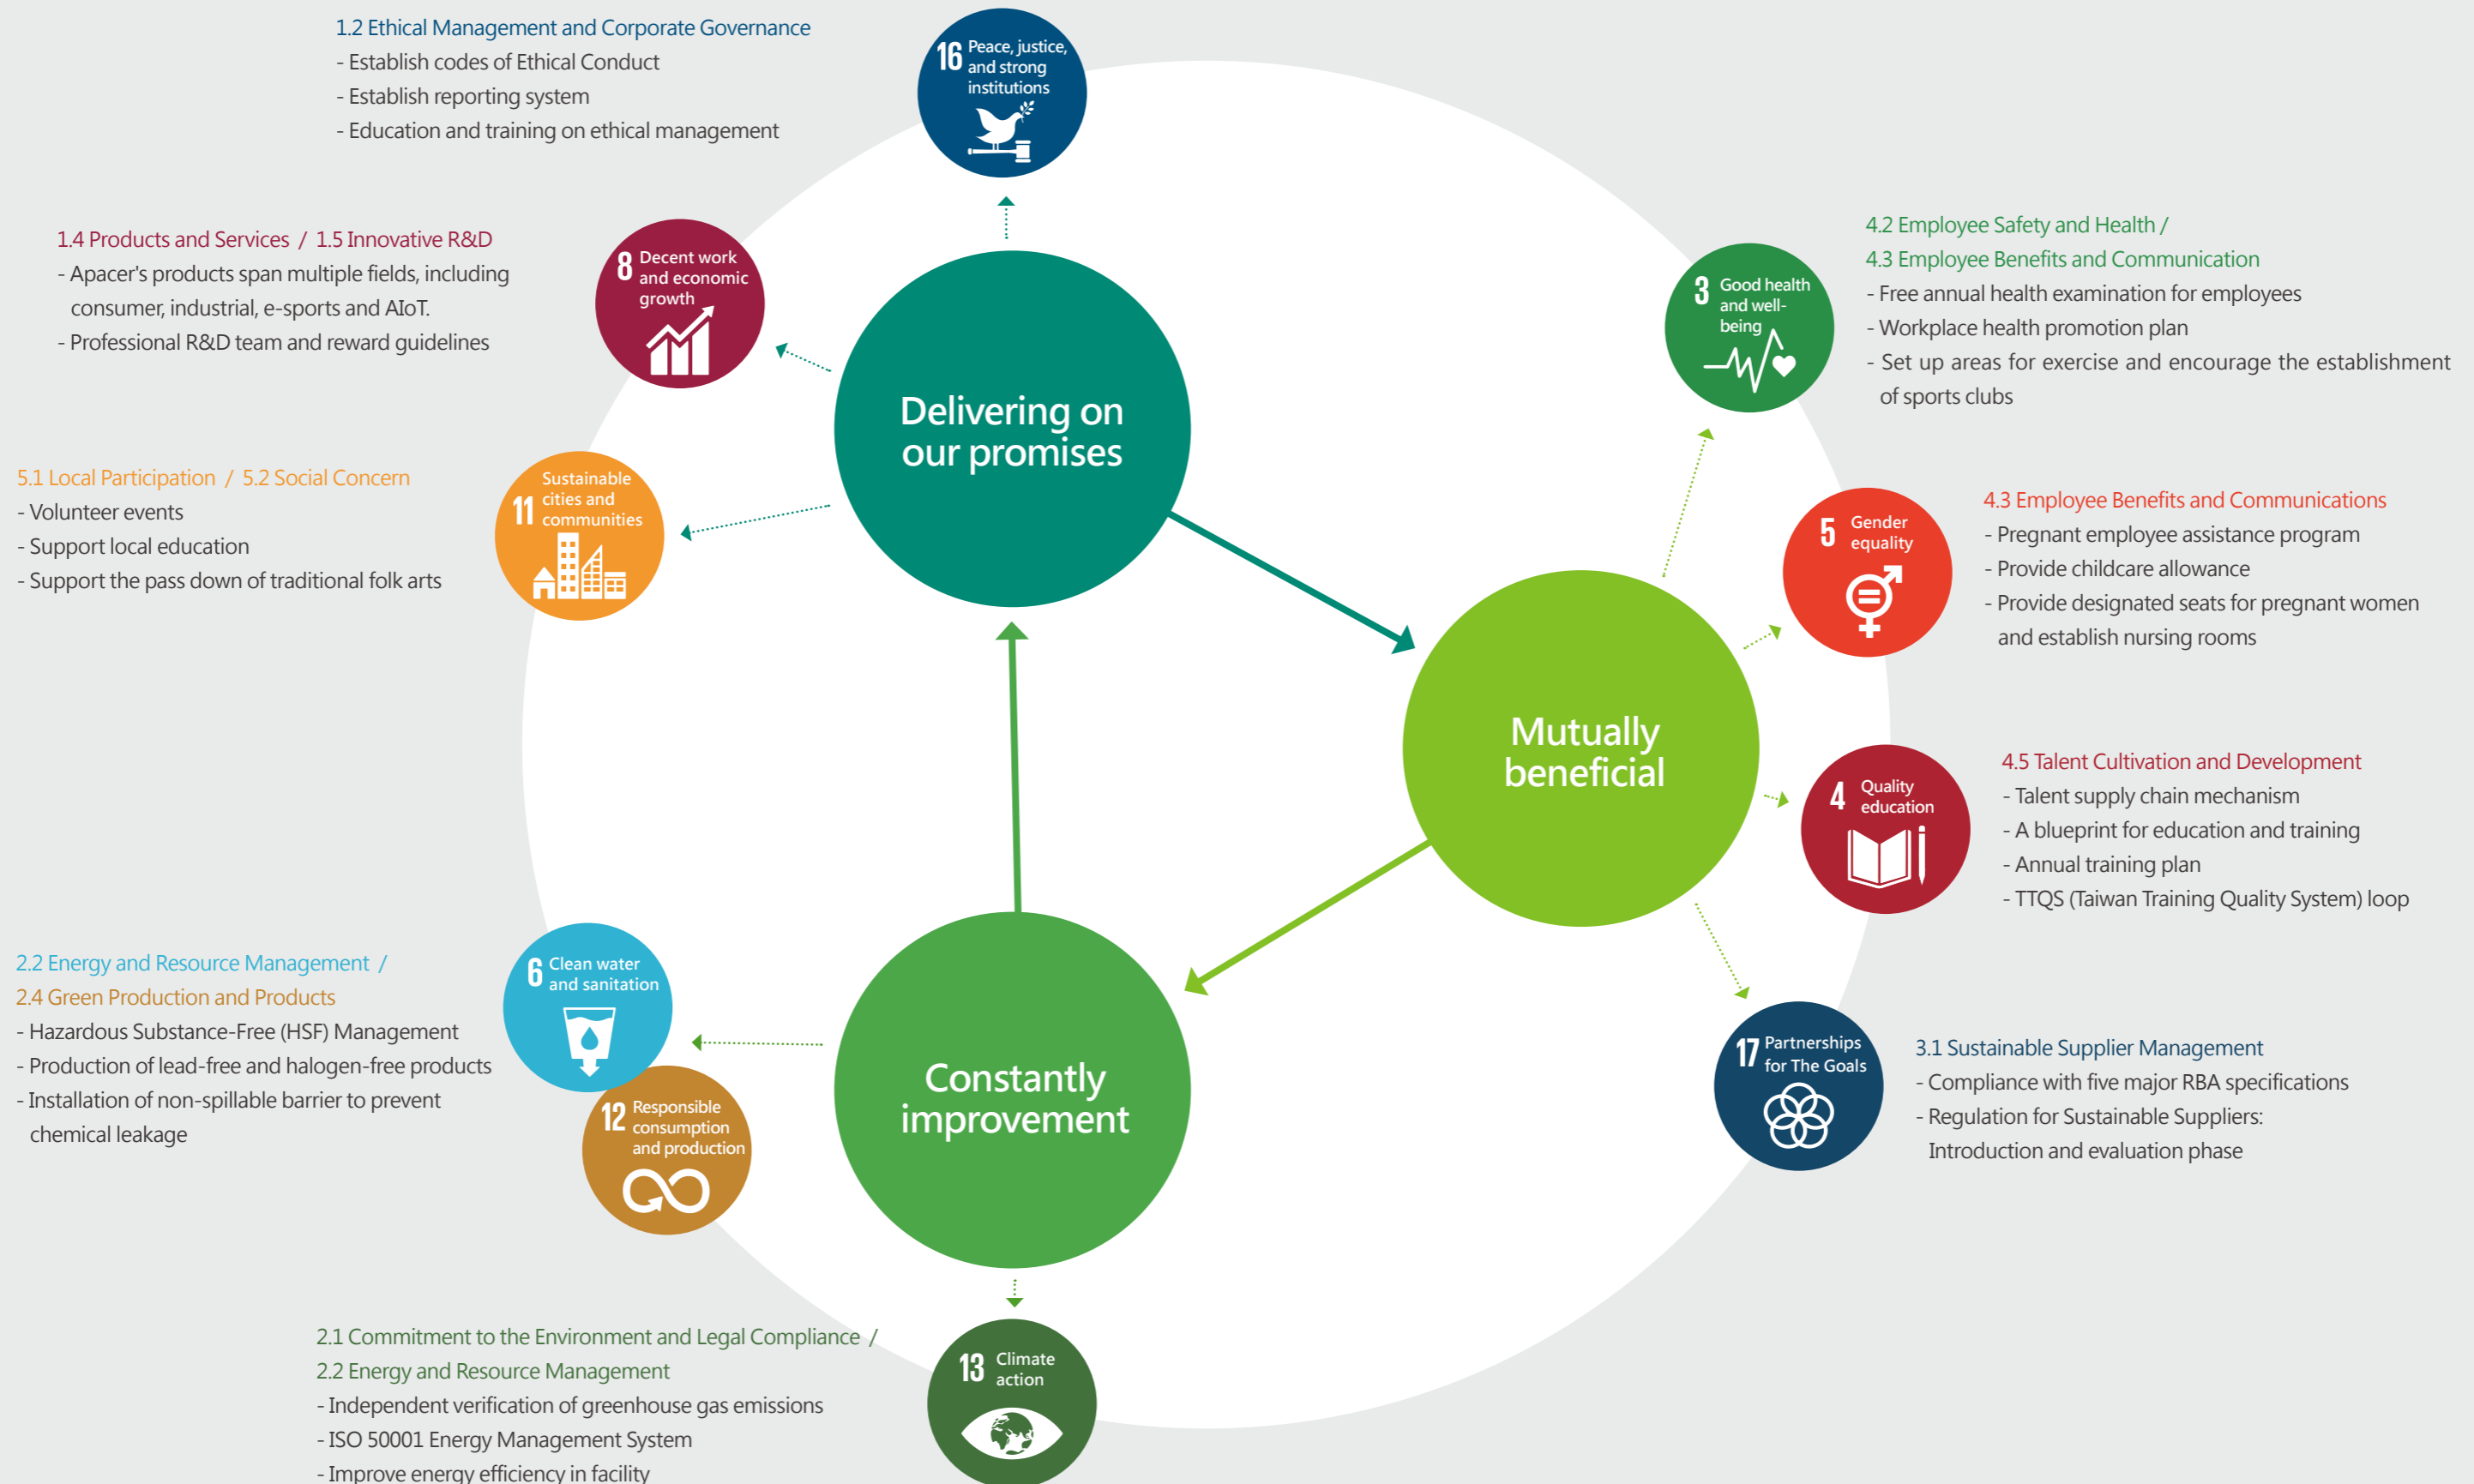 1.2 Ethical Management and Corporate Governance
- Establish codes of Ethical Conduct
- Establish reporting system
- Education and training on ethical management
16 Peace, justice,
and strong
institutions
1.4 Products and Services / 1.5 Innovative R&D
- Apacer's products span multiple fields, including
consumer, industrial, e-sports and AIoT.
- Professional R&D team and reward guidelines
8 Decent work
and economic
growth
5.1 Local Participation / 5.2 Social Concern
- Volunteer events
- Support local education
- Support the pass down of traditional folk arts
11 Sustainable
cities and
communities
Delivering on
our promises
4.2 Employee Safety and Health /
4.3 Employee Benefits and Communication
- Free annual health examination for employees
- Workplace health promotion plan
- Set up areas for exercise and encourage the establishment
of sports clubs
3 Good health
and well-
being
5 Gender
equality
4.3 Employee Benefits and Communications
- Pregnant employee assistance program
- Provide childcare allowance
- Provide designated seats for pregnant women
and establish nursing rooms
Mutually
beneficial
4 Quality
education
4.5 Talent Cultivation and Development
- Talent supply chain mechanism
- A blueprint for education and training
- Annual training plan
- TTQS (Taiwan Training Quality System) loop
17 Partnerships
for The Goals
3.1 Sustainable Supplier Management
- Compliance with five major RBA specifications
- Regulation for Sustainable Suppliers:
Introduction and evaluation phase
2.2 Energy and Resource Management /
2.4 Green Production and Products
- Hazardous Substance-Free (HSF) Management
- Production of lead-free and halogen-free products
- Installation of non-spillable barrier to prevent
chemical leakage
6 Clean water
and sanitation
12 Responsible
consumption
and production
Constantly
improvement
2.1 Commitment to the Environment and Legal Compliance /
2.2 Energy and Resource Management
- Independent verification of greenhouse gas emissions
- ISO 50001 Energy Management System
- Improve energy efficiency in facility
13 Climate
action